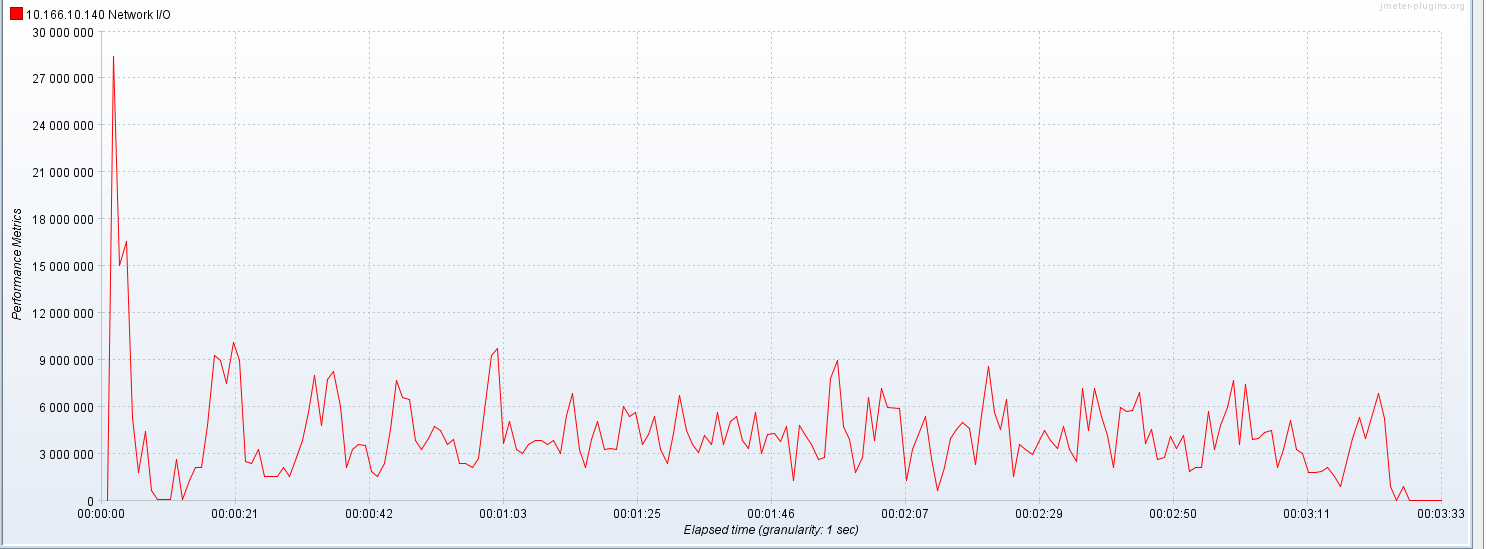 10.166.10.140 Network I/O
jmeter-plugins.org
30 000 000
27 000 000
24 000 000
21 000 000
18 000 000
15 000 000
12 000 000
9 000 000
6 000 000
3 000 000
0
Performance Metrics
00:00:00 00:00:21 00:00:42 00:01:03 00:01:25 00:01:46 00:02:07 00:02:29 00:02:50 00:03:11 00:03:33
Elapsed time (granularity: 1 sec)